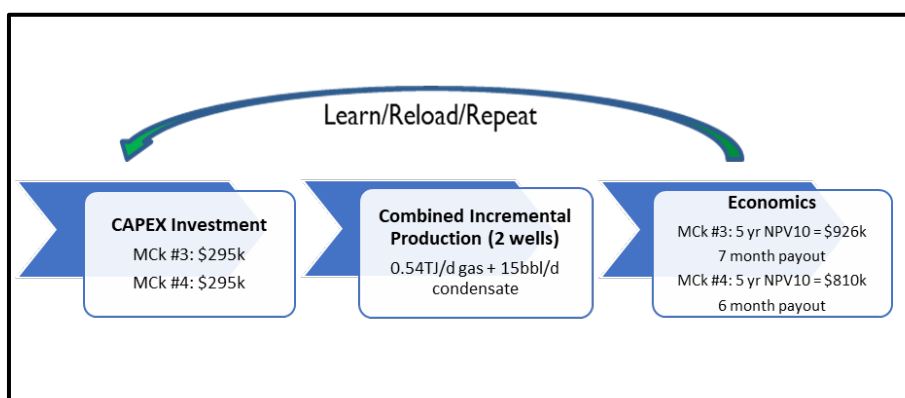 Learn/Reload/Repeat
CAPEX Investment
MCk #3: $295k
MCk #4: $295k
Combined Incremental
Production (2 wells)
0.54TJ/d gas + 15bbl/d
condensate
Economics
MCk #3: 5 yr NPV10 = $926k
7 month payout
MCk #4: 5 yr NPV10 = $810k
6 month payout